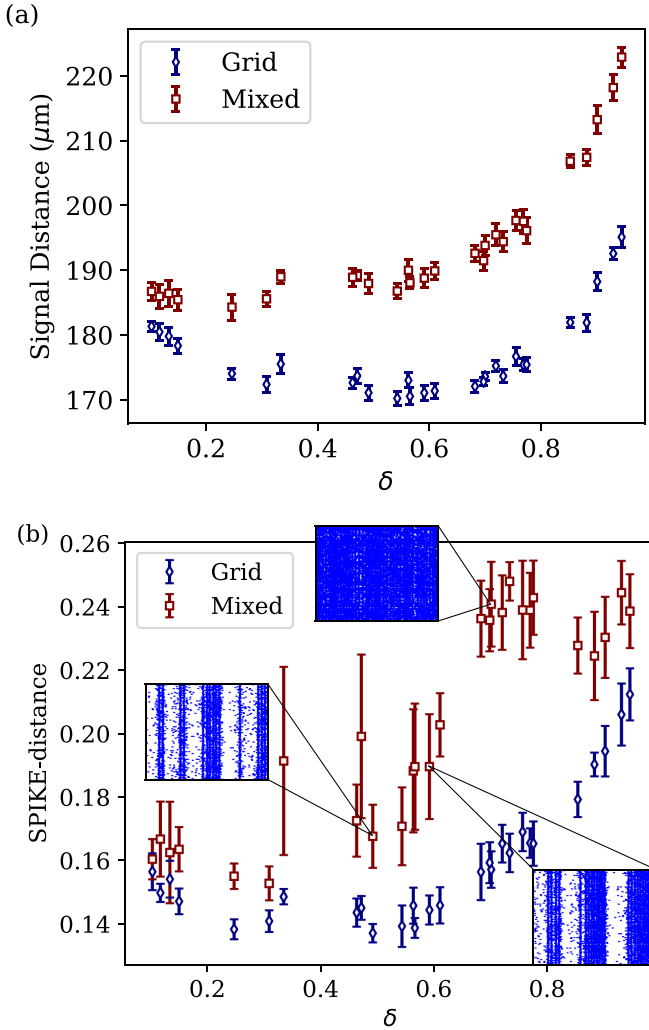 (a)
Grid
Mixed
220
210
200
190
180
170
Signal Distance (μm)
0.2 0.4 0.6 0.8
δ
(b)
Grid
Mixed
0.26
0.24
0.22
0.20
0.18
0.16
0.14
SPIKE-distance
0.2 0.4 0.6 0.8
δ